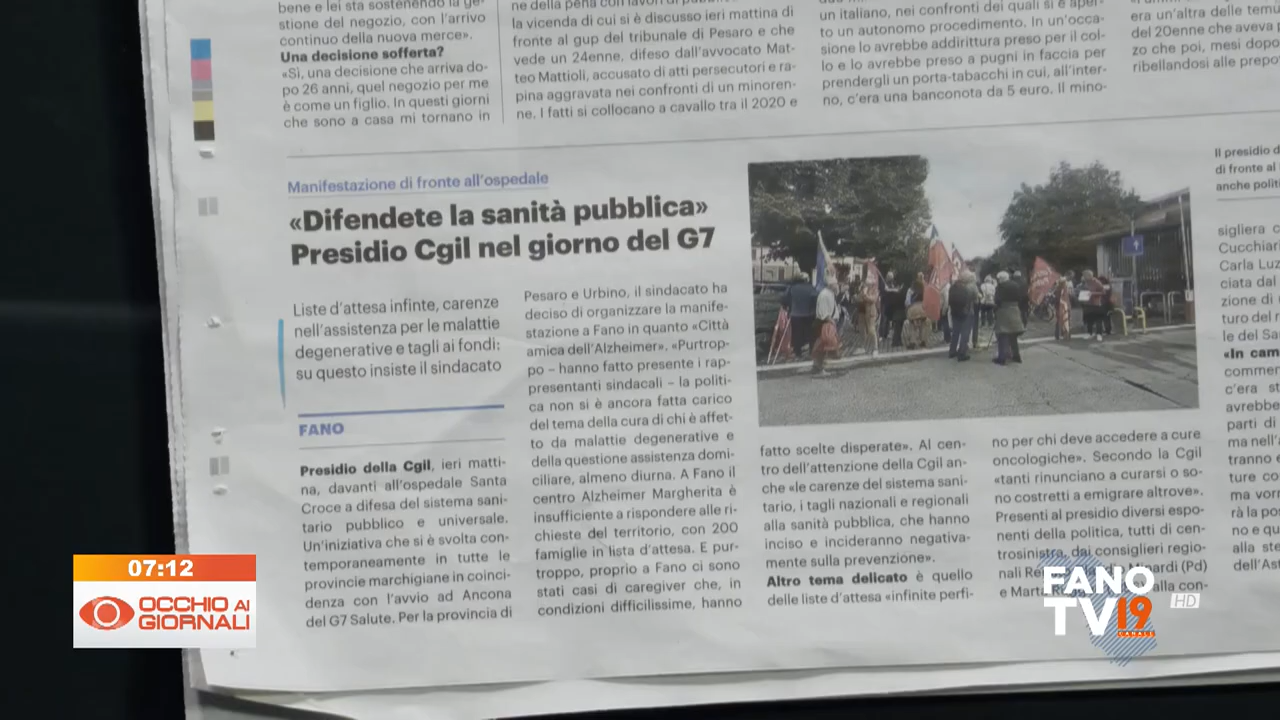 bene e lei sta sostenendo la ge-
stione del negozio, con l'arrivo
continuo della nuova merce».
Una decisione sofferta?
«Sì, una decisione che arriva do-
po 26 anni, quel negozio per me
è come un figlio. In questi giorni
che sono a casa mi tornano in
la vicenda di cui si è discusso ieri mattina di
fronte al gup del tribunale di Pesaro e che
vede un 24enne, difeso dall'avvocato Mat-
teo Mattioli, accusato di atti persecutori e ra-
pina aggravata nei confronti di un minoren-
ne. I fatti si collocano a cavallo tra il 2020 e
un italiano, nei confronti dei quali si è aper-
to un autonomo procedimento. In un'occa-
sione lo avrebbe addirittura preso per il col-
lo e lo avrebbe preso a pugni in faccia per
prendergli un porta-tabacchi in cui, all'inter-
no, c'era una banconota da 5 euro. Il mino-
era un'altra delle temu
del 20enne che aveva
zo che poi, mesi dopo
ribellandosi alle prepo
Manifestazione di fronte all'ospedale
«Difendete la sanità pubblica»
Presidio Cgil nel giorno del G7
Liste d'attesa infinte, carenze
nell'assistenza per le malattie
degenerative e tagli ai fondi:
su questo insiste il sindacato
FANO
Presidio della Cgil, ieri matti-
na, davanti all'ospedale Santa
Croce a difesa del sistema sani-
tario pubblico e universale.
Un'iniziativa che si è svolta con-
temporaneamente in tutte le
provincie marchigiane in coinci-
denza con l'avvio ad Ancona
del G7 Salute. Per la provincia di
Pesaro e Urbino, il sindacato ha
deciso di organizzare la manife-
stazione a Fano in quanto «Città
amica dell'Alzheimer». «Purtrop-
po – hanno fatto presente i rap-
presentanti sindacali – la politi-
ca non si è ancora fatta carico
del tema della cura di chi è affet-
to da malattie degenerative e
della questione assistenza domi-
ciliare, almeno diurna. A Fano il
centro Alzheimer Margherita è
insufficiente a rispondere alle ri-
chieste del territorio, con 200
famiglie in lista d'attesa. E pur-
troppo, proprio a Fano ci sono
stati casi di caregiver che, in
condizioni difficilissime, hanno
fatto scelte disperate». Al cen-
tro dell'attenzione della Cgil an-
che «le carenze del sistema sani-
tario, i tagli nazionali e regionali
alla sanità pubblica, che hanno
inciso e incideranno negativa-
mente sulla prevenzione».
Altro tema delicato è quello
delle liste d'attesa «infinite perfi-
no per chi deve accedere a cure
oncologiche». Secondo la Cgil
«tanti rinunciano a curarsi o so-
no costretti a emigrare altrove».
Presenti al presidio diversi espo-
nenti della politica, tutti di cen-
trosinistra, dai consiglieri regio-
nali (Pd)
e alla con-
Il presidio d
di fronte al
anche politi
sigliera c
Cucchiar
Carla Luz
ciata dal
zione di
turo del
le del Sa
«In cam
commen
c'era st
avrebbe
parti di
ma nell'
tranno e
ture co
ma vorr
rà la pos
no e qu
alla ste
dell'Ast
07:12
OCCHIO AI
GIORNALI
FANO
TV 19
CANALE
HD